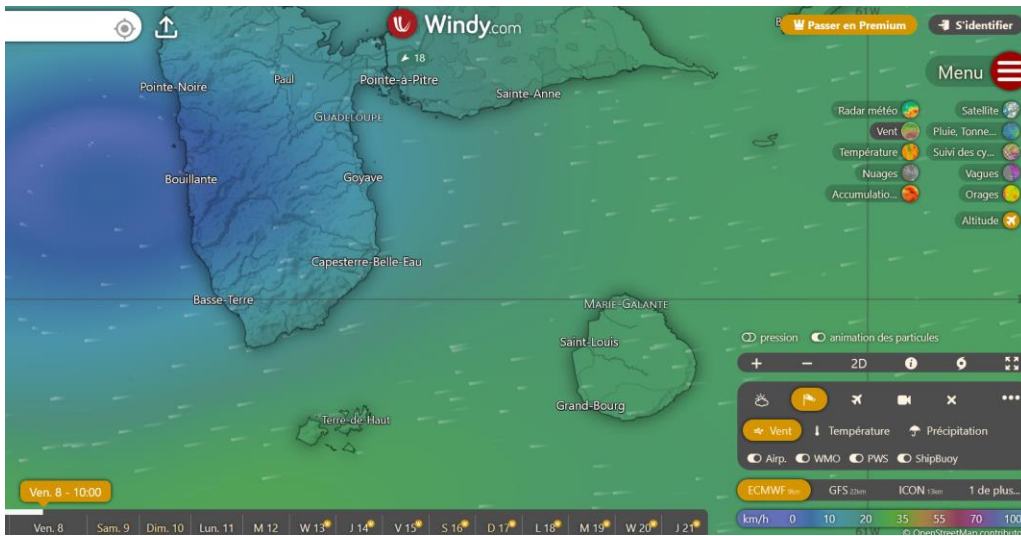 Windy.com
61W
Passer en Premium
S'identifier
18
Menu
Pointe-Noire
Paul
Pointe-à-Pitre
Sainte-Anne
GUADELOUPE
Radar météo
Satellite
Vent
Pluie, Tonne...
Température
Suivi des cy...
Nuages
Vagues
Accumulatio...
Orages
Altitude
Bouillante
Goyave
Capesterre-Belle-Eau
Basse-Terre
MARIE-GALANTE
Saint-Louis
Grand-Bourg
Terre-de-Haut
pression animation des particules
+ − 2D
Vent Température Précipitation
Airp. WMO PWS ShipBuoy
ECMWF 9km GFS 22km ICON 13km 1 de plus...
km/h 0 10 20 35 55 70 100
Ven. 8 - 10:00
Ven. 8 Sam. 9 Dim. 10 Lun. 11 M 12 W 13 J 14 V 15 S 16 D 17 L 18 M 19 W 20 J 21
61W
© OpenStreetMap contributo